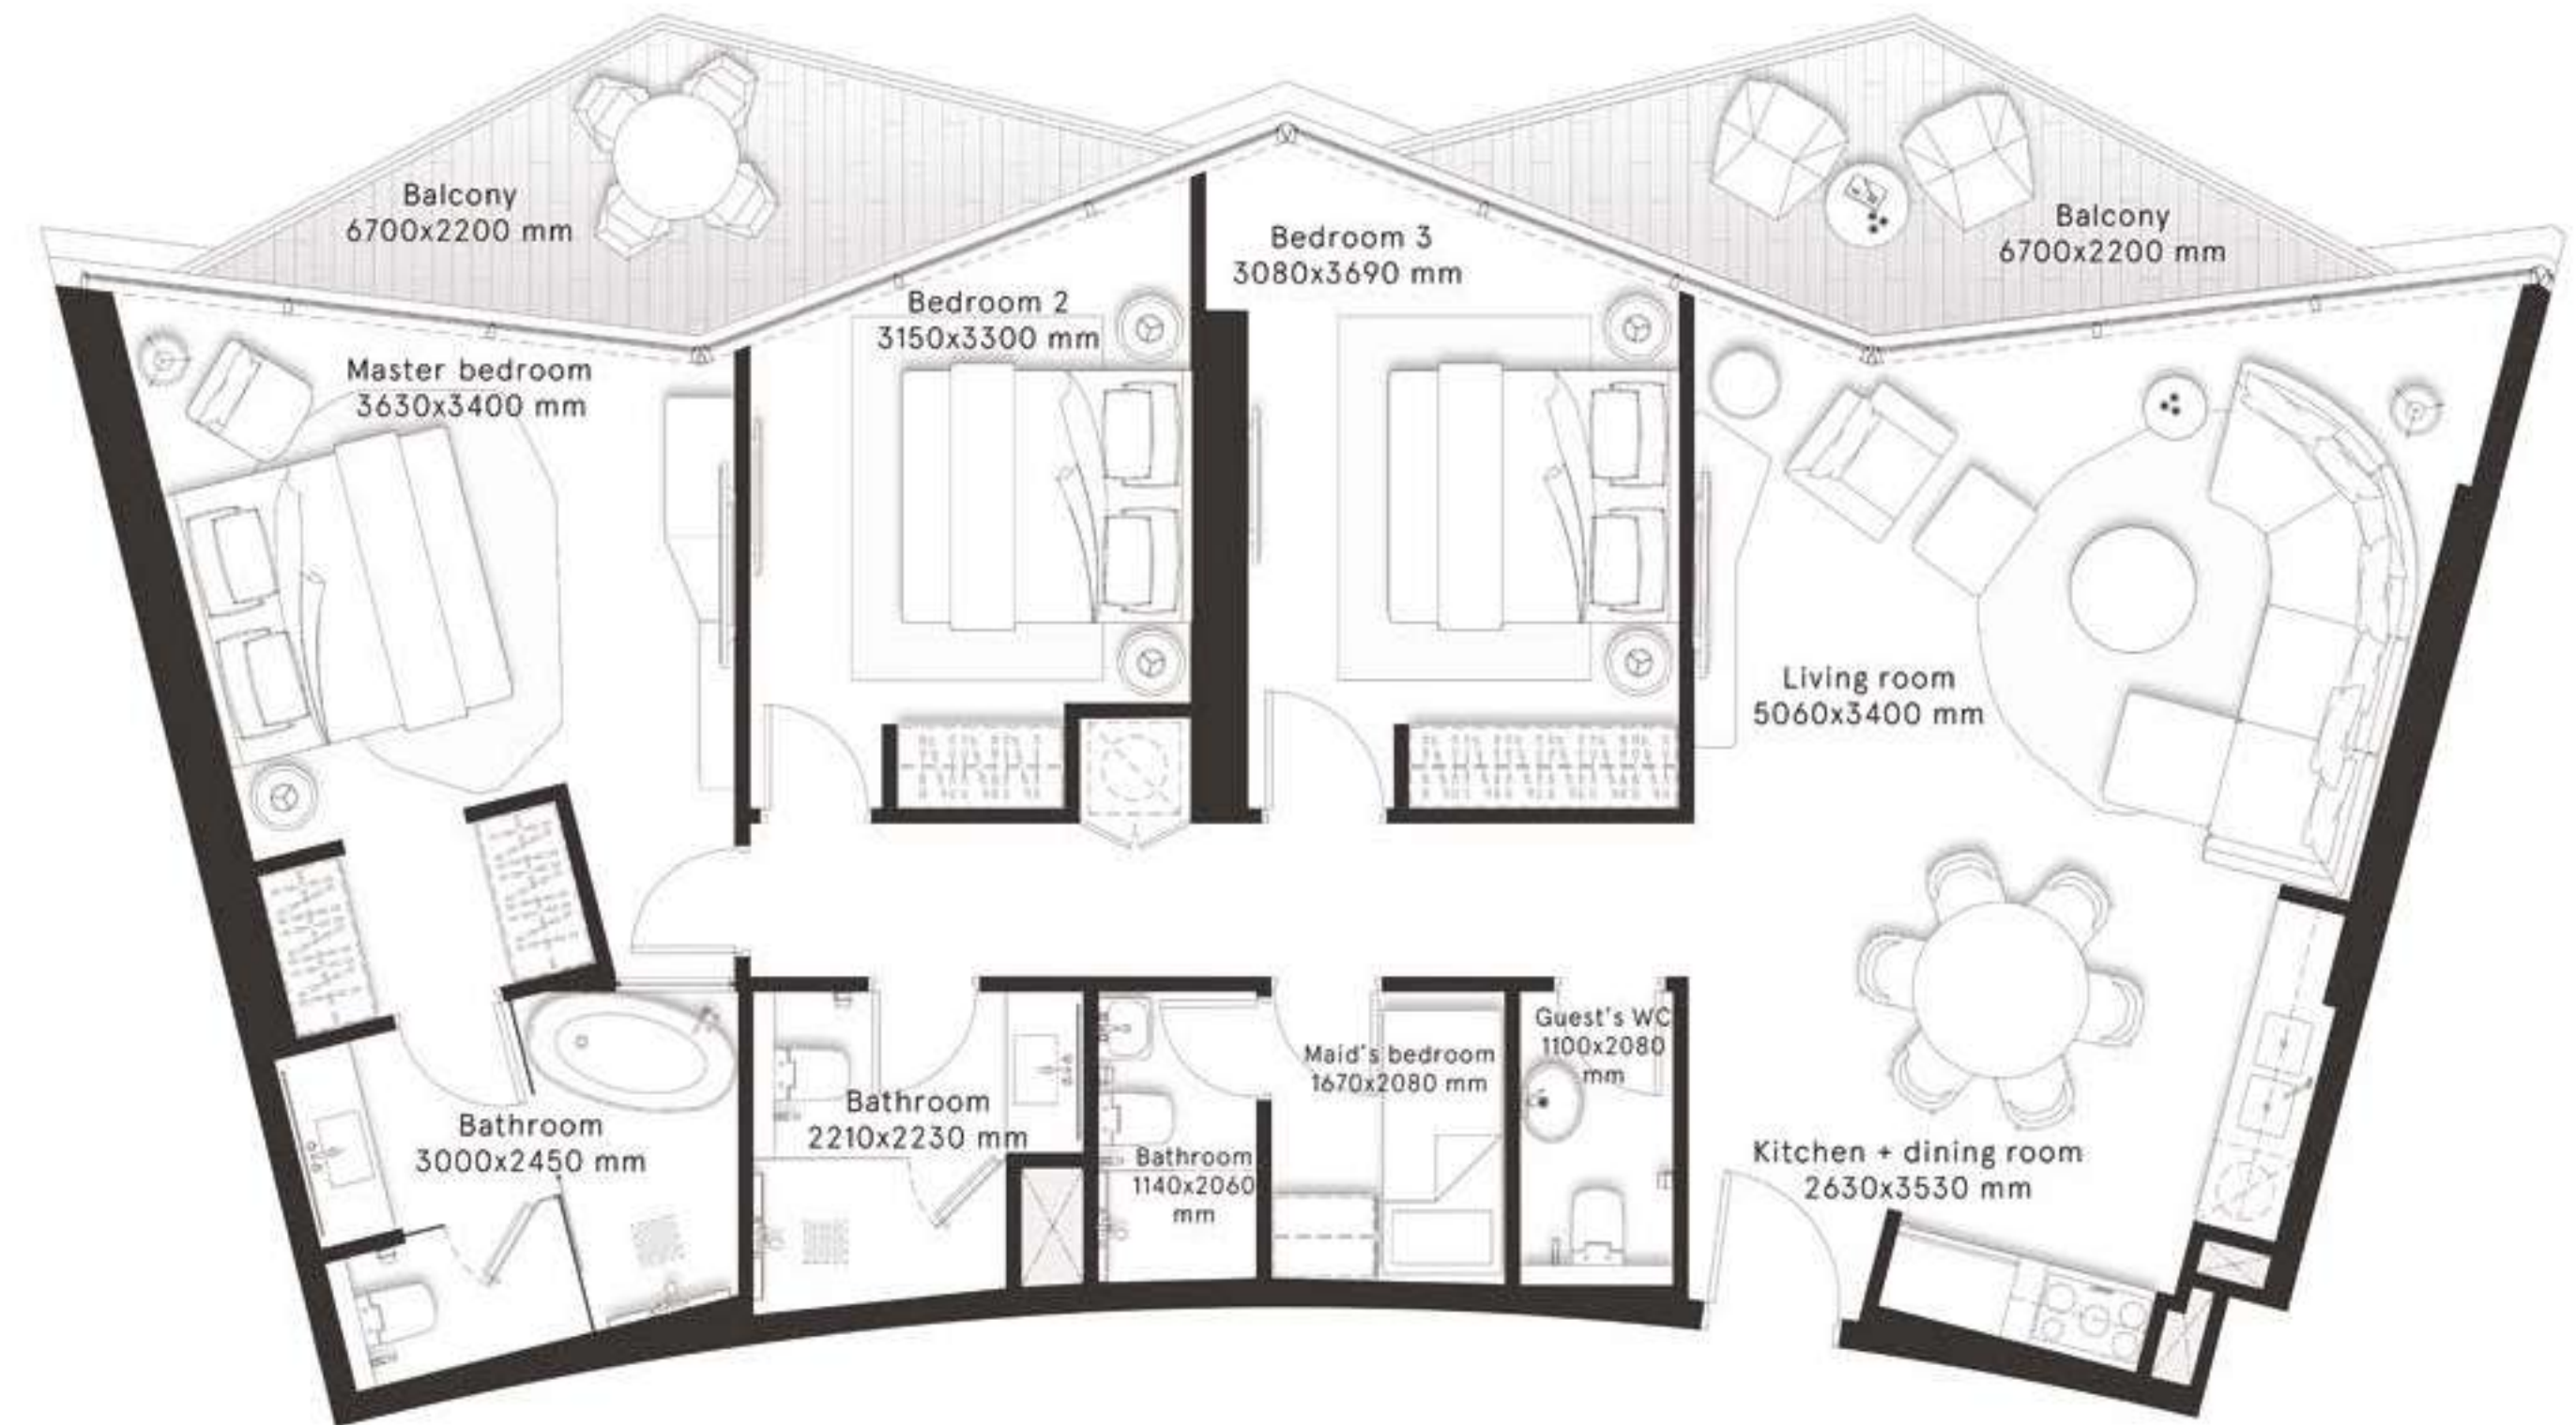 Balcony
6700x2200 mm
Balcony
6700x2200 mm
Bedroom 3
3080x3690 mm
Bedroom 2
3150x3300 mm
Master bedroom
3630x3400 mm
Living room
5060x3400 mm
Guest's WC
1100x2080
mm
Maid's bedroom
1670x2080 mm
Bathroom
2210x2230 mm
Bathroom
3000x2450 mm
Bathroom
1140x2060
mm
Kitchen + dining room
2630x3530 mm